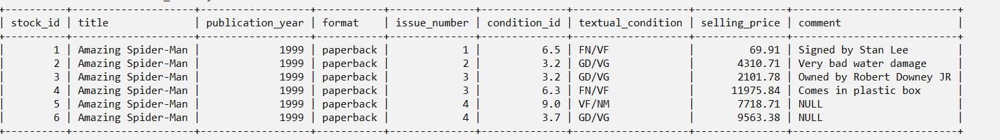 +----------+--------------------+------------------+-----------+--------------+--------------+-------------------+---------------+---------------------------+
| stock_id | title              | publication_year | format    | issue_number | condition_id | textual_condition | selling_price | comment                   |
+----------+--------------------+------------------+-----------+--------------+--------------+-------------------+---------------+---------------------------+
|        1 | Amazing Spider-Man |             1999 | paperback |            1 |          6.5 | FN/VF             |         69.91 | Signed by Stan Lee        |
|        2 | Amazing Spider-Man |             1999 | paperback |            2 |          3.2 | GD/VG             |       4310.71 | Very bad water damage     |
|        3 | Amazing Spider-Man |             1999 | paperback |            3 |          3.2 | GD/VG             |       2101.78 | Owned by Robert Downey JR |
|        4 | Amazing Spider-Man |             1999 | paperback |            3 |          6.3 | FN/VF             |      11975.84 | Comes in plastic box      |
|        5 | Amazing Spider-Man |             1999 | paperback |            4 |          9.0 | VF/NM             |       7718.71 | NULL                      |
|        6 | Amazing Spider-Man |             1999 | paperback |            4 |          3.7 | GD/VG             |       9563.38 | NULL                      |
+----------+--------------------+------------------+-----------+--------------+--------------+-------------------+---------------+---------------------------+